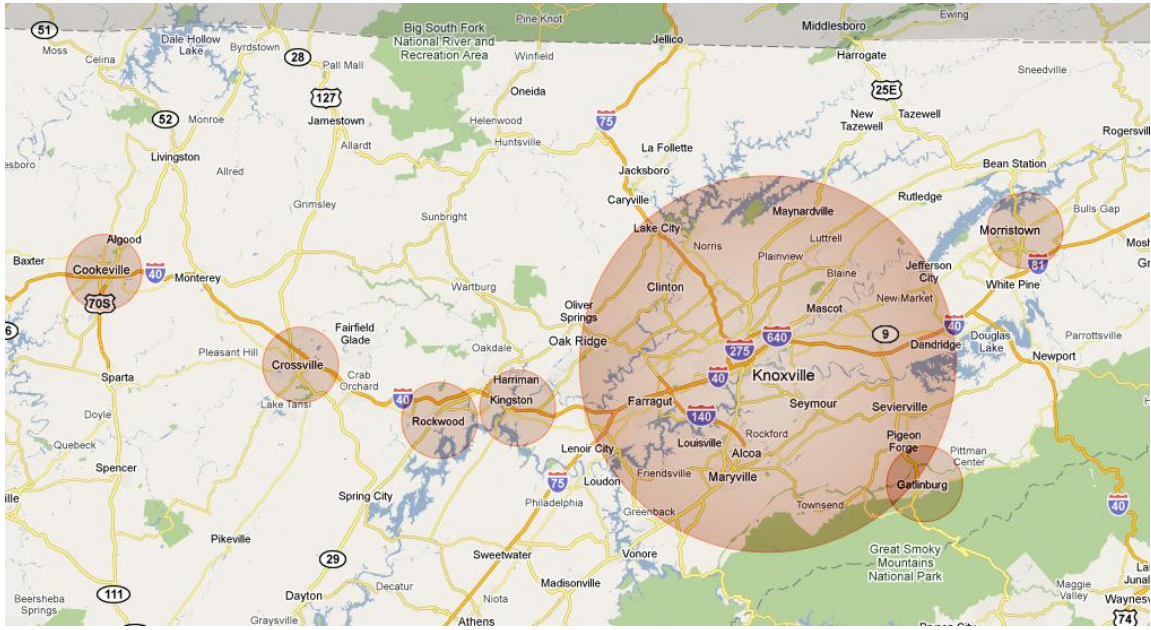 51
Moss
Celina
Dale Hollow
Lake
Byrdstown
28
Pall Mall
127
Jamestown
Big South Fork
National River and
Recreation Area
Pine Knot
Winfield
Oneida
Helenwood
Huntsville
Jellico
75
La Follette
Jacksboro
Caryville
Middlesboro
Harrogate
Ewing
25E
New
Tazewell
Tazewell
Sneedville
Rogersville
Bean Station
52
Monroe
Livingston
Allred
Allardt
Grimsley
Sunbright
Lake City
Norris
Maynardville
Luttrell
Plainview
Blaine
Rutledge
Morristown
Bulls Gap
81
Jefferson
City
White Pine
New Market
Mascot
Algood
Baxter
Cookeville
40
Monterey
70S
Wartburg
Clinton
Oliver
Springs
Oak Ridge
Oakdale
Fairfield
Glade
Pleasant Hill
Crossville
Crab
Orchard
Lake Tansi
Sparta
Doyle
Quebeck
Spencer
40
Rockwood
Harriman
Kingston
275
640
9
40
Dandridge
Douglas
Lake
Parrottsville
Newport
40
Knoxville
Farragut
140
Seymour
Sevierville
Louisville
Rockford
Alcoa
Maryville
Friendsville
Lenoir City
Loudon
75
Philadelphia
Greenback
Pigeon
Forge
Pittman
Center
Gatlinburg
Townsend
40
Spring City
Pikeville
29
Sweetwater
Vonore
Madisonville
Decatur
Niota
Athens
Dayton
Graysville
111
Beersheba
Springs
Great Smoky
Mountains
National Park
Maggie
Valley
74